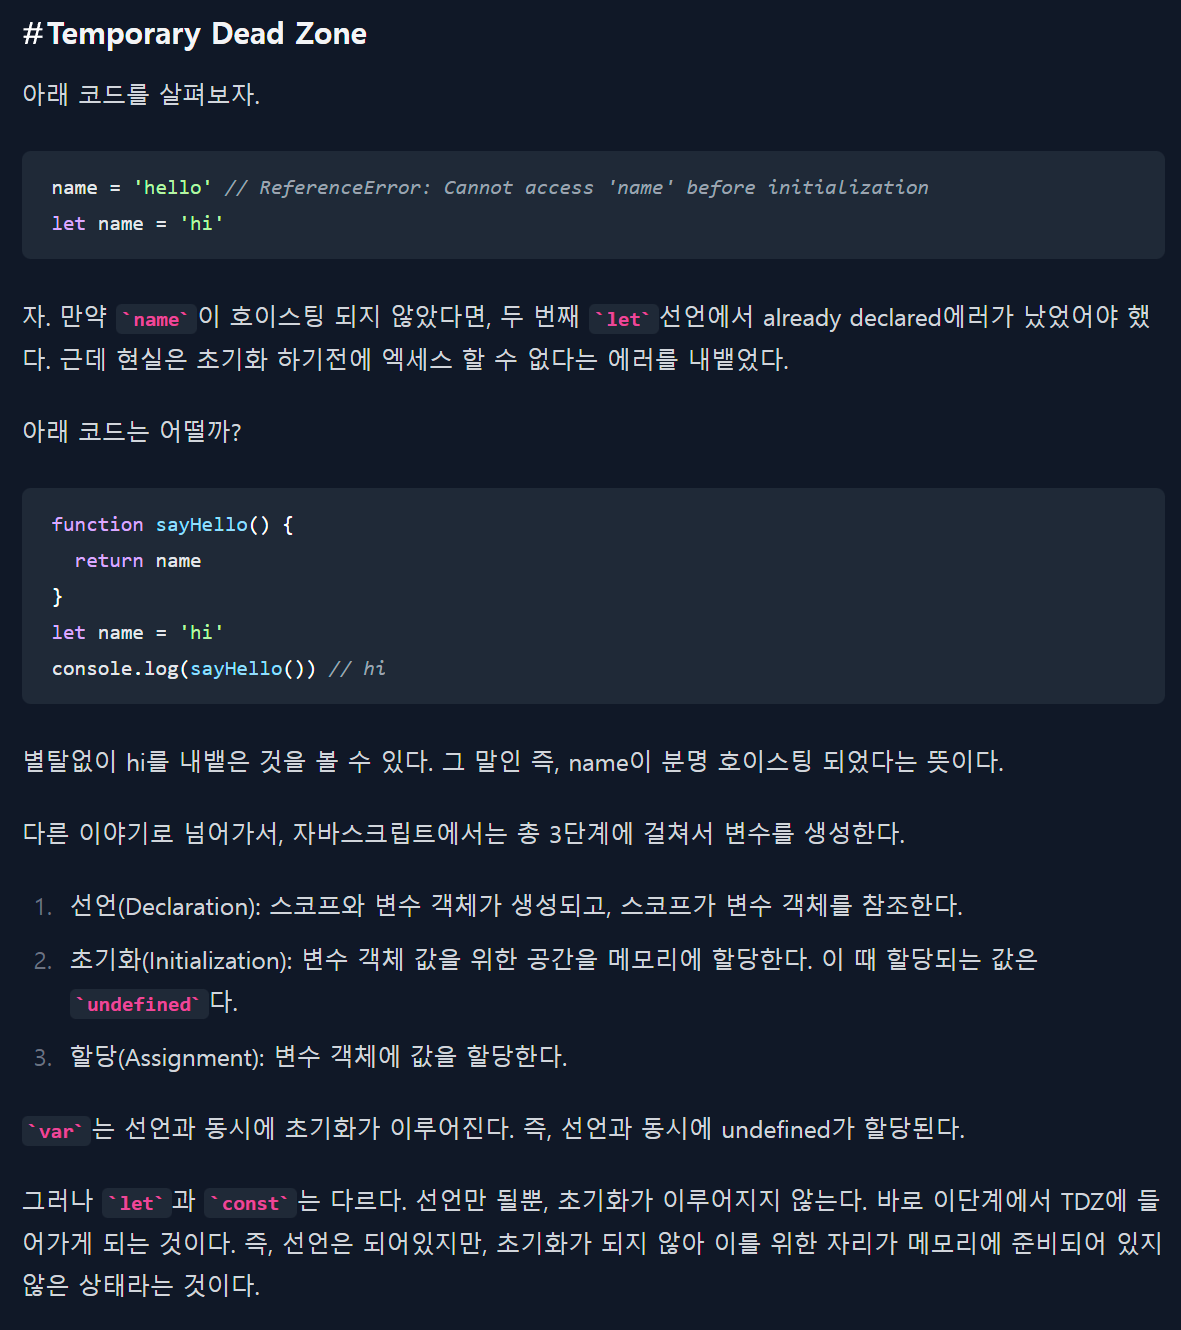 #Temporary Dead Zone
아래 코드를 살펴보자.
name = 'hello' // ReferenceError: Cannot access 'name' before initialization
let name = 'hi'
자. 만약 `name`이 호이스팅 되지 않았다면, 두 번째 `let`선언에서 already declared에러가 났었어야 했
다. 근데 현실은 초기화 하기전에 엑세스 할 수 없다는 에러를 내뱉었다.
아래 코드는 어떨까?
function sayHello() {
  return name
}
let name = 'hi'
console.log(sayHello()) // hi
별탈없이 hi를 내뱉은 것을 볼 수 있다. 그 말인 즉, name이 분명 호이스팅 되었다는 뜻이다.
다른 이야기로 넘어가서, 자바스크립트에서는 총 3단계에 걸쳐서 변수를 생성한다.
1. 선언(Declaration): 스코프와 변수 객체가 생성되고, 스코프가 변수 객체를 참조한다.
2. 초기화(Initialization): 변수 객체 값을 위한 공간을 메모리에 할당한다. 이 때 할당되는 값은
`undefined`다.
3. 할당(Assignment): 변수 객체에 값을 할당한다.
`var`는 선언과 동시에 초기화가 이루어진다. 즉, 선언과 동시에 undefined가 할당된다.
그러나 `let`과 `const`는 다르다. 선언만 될뿐, 초기화가 이루어지지 않는다. 바로 이단계에서 TDZ에 들
어가게 되는 것이다. 즉, 선언은 되어있지만, 초기화가 되지 않아 이를 위한 자리가 메모리에 준비되어 있지
않은 상태라는 것이다.